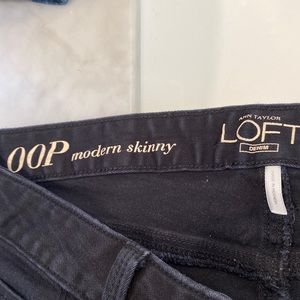 00P modern skinny
ANN TAYLOR
LOFT
DENIM